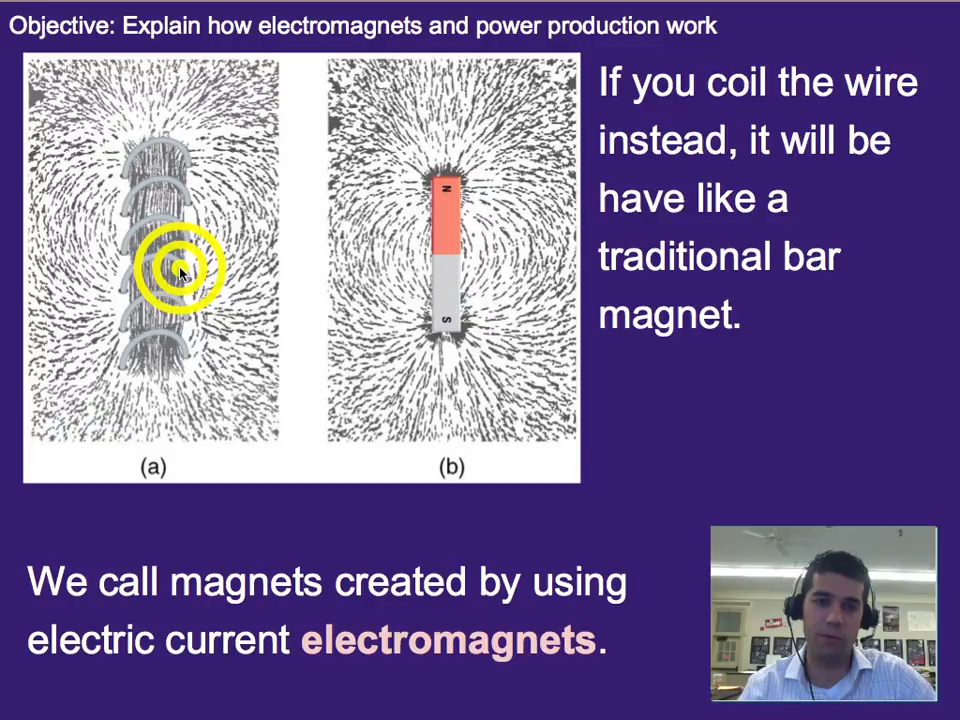 Objective: Explain how electromagnets and power production work
If you coil the wire
instead, it will be
have like a
traditional bar
magnet.
N
S
(a)
(b)
We call magnets created by using
electric current electromagnets.